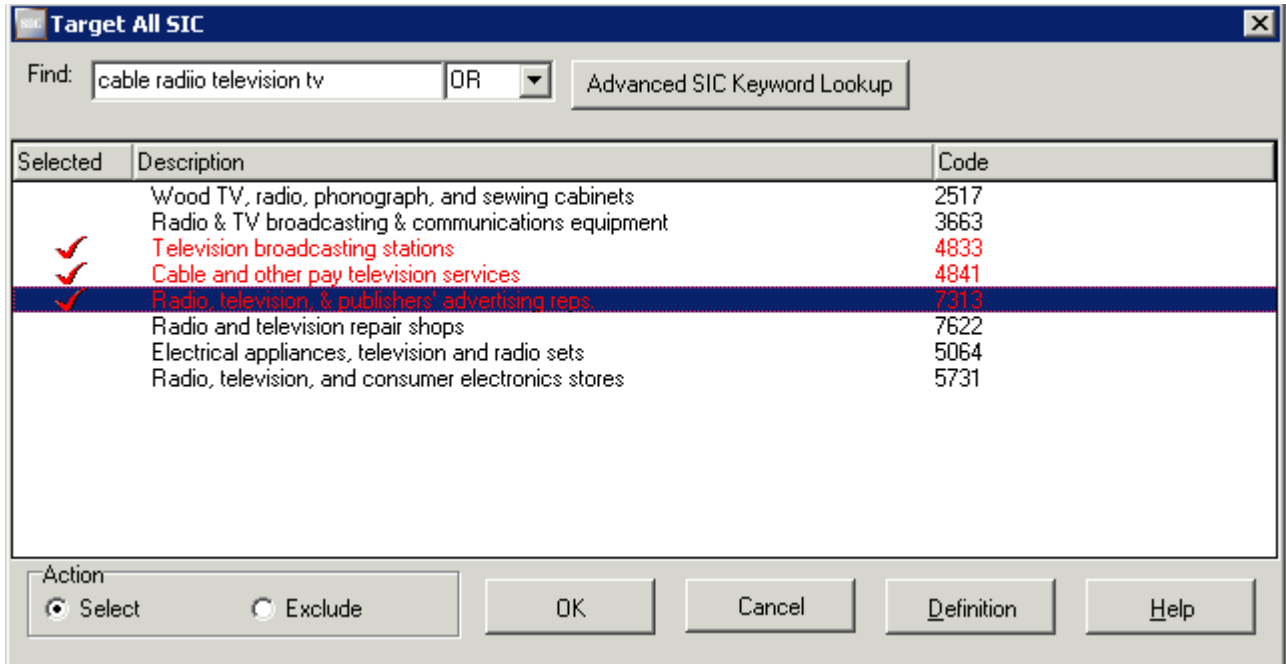 SIC Target All SIC
Find: cable radiio television tv OR Advanced SIC Keyword Lookup
Selected Description Code
Wood TV, radio, phonograph, and sewing cabinets 2517
Radio & TV broadcasting & communications equipment 3663
Television broadcasting stations 4833
Cable and other pay television services 4841
Radio, television, & publishers' advertising reps. 7313
Radio and television repair shops 7622
Electrical appliances, television and radio sets 5064
Radio, television, and consumer electronics stores 5731
Action
Select Exclude OK Cancel Definition Help